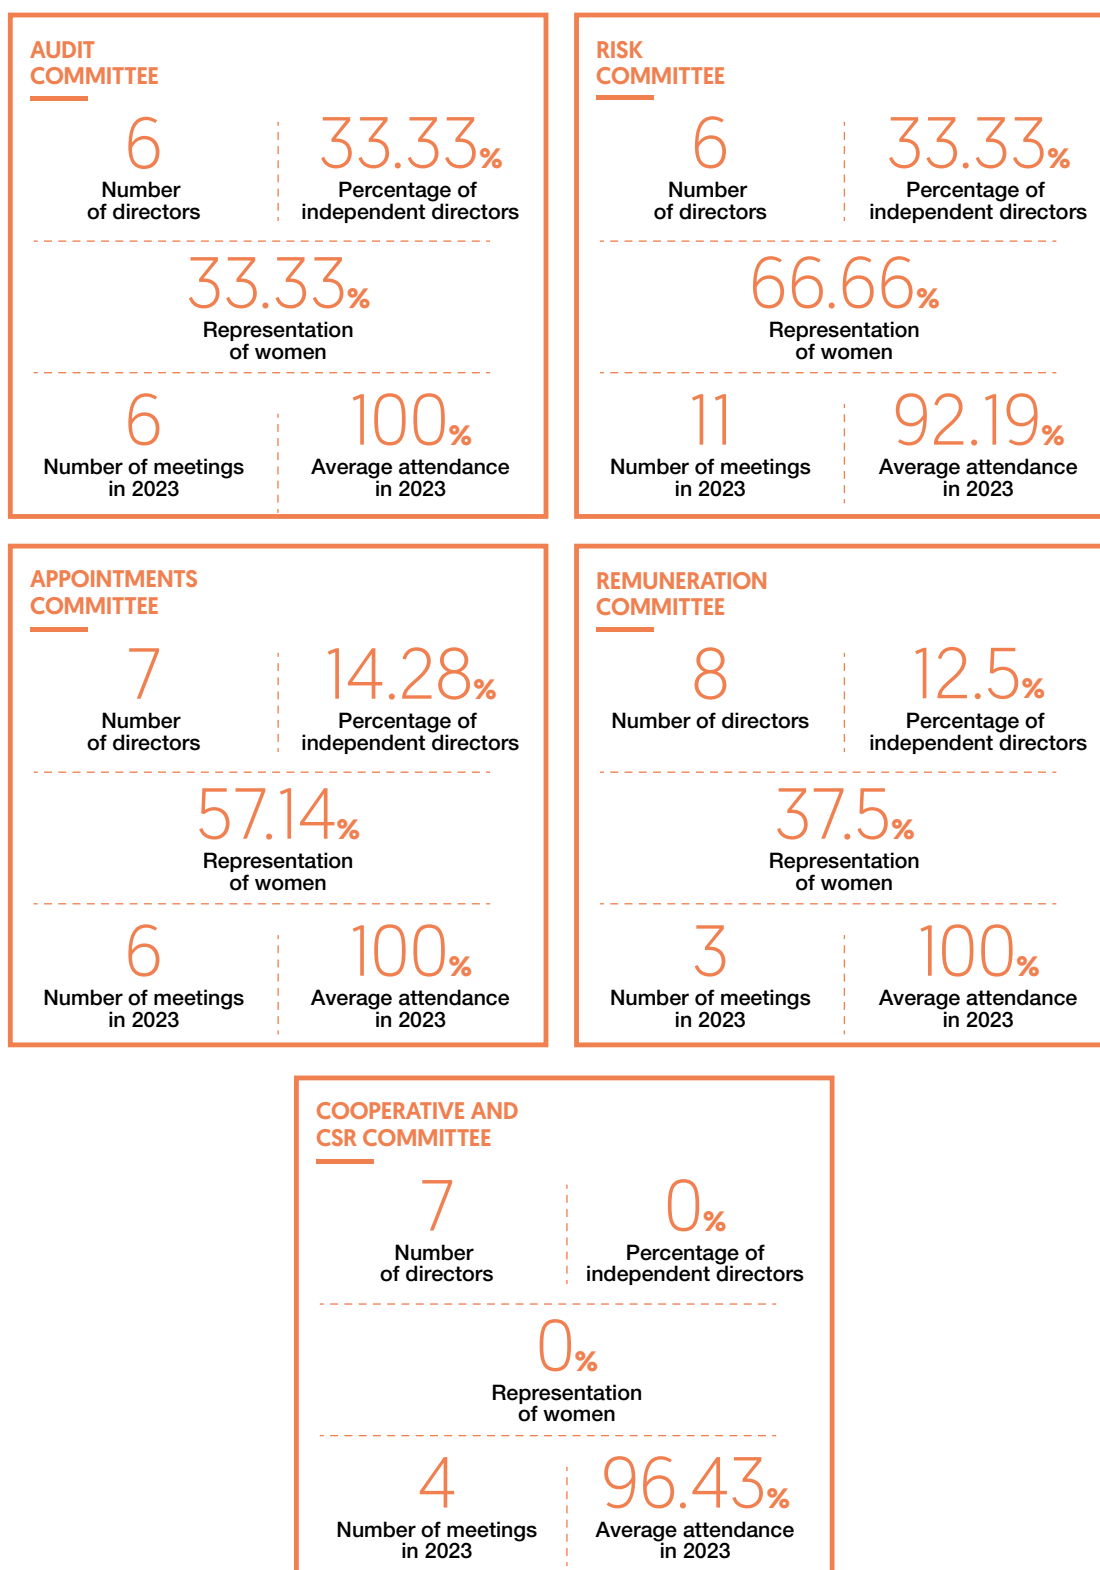 AUDIT
COMMITTEE
6
Number
of directors
33.33%
Percentage of
independent directors
33.33%
Representation
of women
6
Number of meetings
in 2023
100%
Average attendance
in 2023
RISK
COMMITTEE
6
Number
of directors
33.33%
Percentage of
independent directors
66.66%
Representation
of women
11
Number of meetings
in 2023
92.19%
Average attendance
in 2023
APPOINTMENTS
COMMITTEE
7
Number
of directors
14.28%
Percentage of
independent directors
57.14%
Representation
of women
6
Number of meetings
in 2023
100%
Average attendance
in 2023
REMUNERATION
COMMITTEE
8
Number of directors
12.5%
Percentage of
independent directors
37.5%
Representation
of women
3
Number of meetings
in 2023
100%
Average attendance
in 2023
COOPERATIVE AND
CSR COMMITTEE
7
Number
of directors
0%
Percentage of
independent directors
0%
Representation
of women
4
Number of meetings
in 2023
96.43%
Average attendance
in 2023